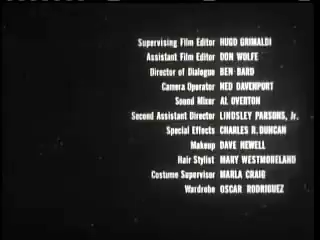 Supervising Film Editor HUGO GRIMALDI
Assistant Film Editor DON WOLFE
Director of Dialogue BEN BARD
Camera Operator NED DAVENPORT
Sound Mixer AL OVERTON
Second Assistant Director LINDSLEY PARSONS, Jr.
Special Effects CHARLES R. DUNCAN
Makeup DAVE NEWELL
Hair Stylist MARY WESTMORELAND
Costume Supervisor MARLA CRAIG
Wardrobe OSCAR RODRIGUEZ